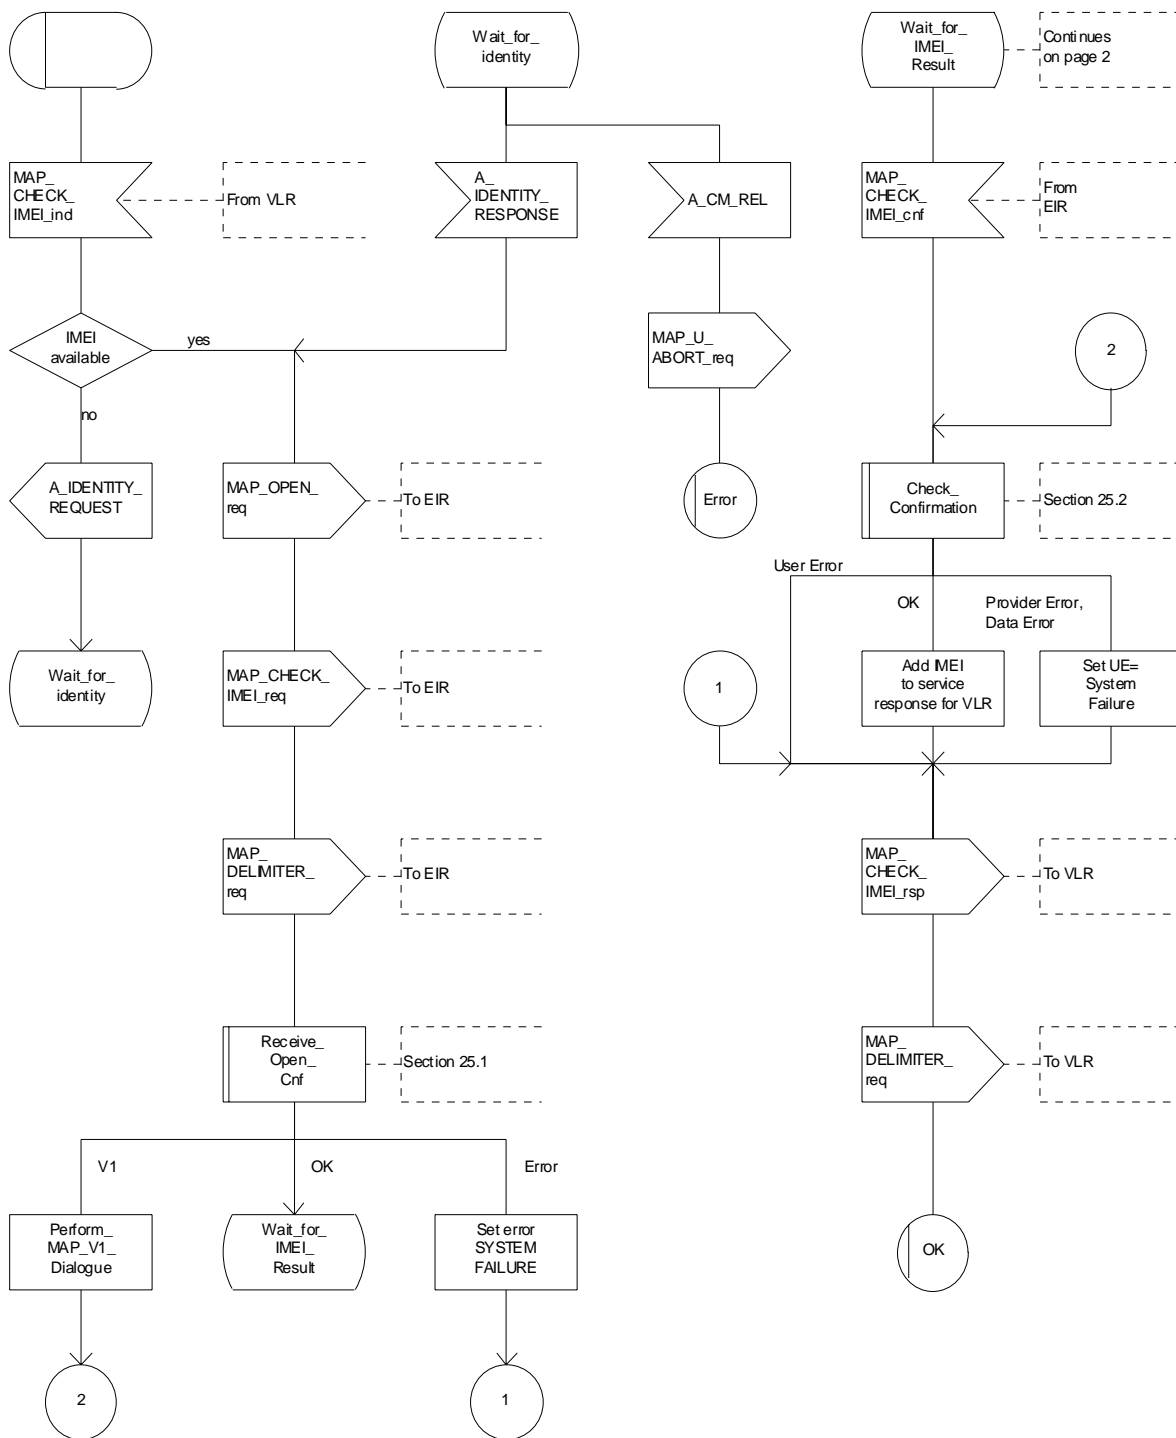 Wait_for_
identity
Wait_for_
IMEI_
Result
Continues
on page 2
MAP_
CHECK_
IMEI_ind
From VLR
A_
IDENTITY_
RESPONSE
A_CM_REL
MAP_
CHECK_
IMEI_cnf
From
EIR
IMEI
available
yes
no
MAP_U_
ABORT_req
2
A_IDENTITY_
REQUEST
MAP_OPEN_
req
To EIR
Error
Check_
Confirmation
Section 25.2
User Error
OK
Provider Error,
Data Error
Wait_for_
identity
MAP_CHECK_
IMEI_req
To EIR
1
Add IMEI
to service
response for VLR
Set UE=
System
Failure
MAP_
DELIMITER_
req
To EIR
MAP_
CHECK_
IMEI_rsp
To VLR
Receive_
Open_
Cnf
Section 25.1
MAP_
DELIMITER_
req
To VLR
V1
OK
Error
Perform_
MAP_V1_
Dialogue
Wait_for_
IMEI_
Result
Set error
SYSTEM
FAILURE
OK
2
1